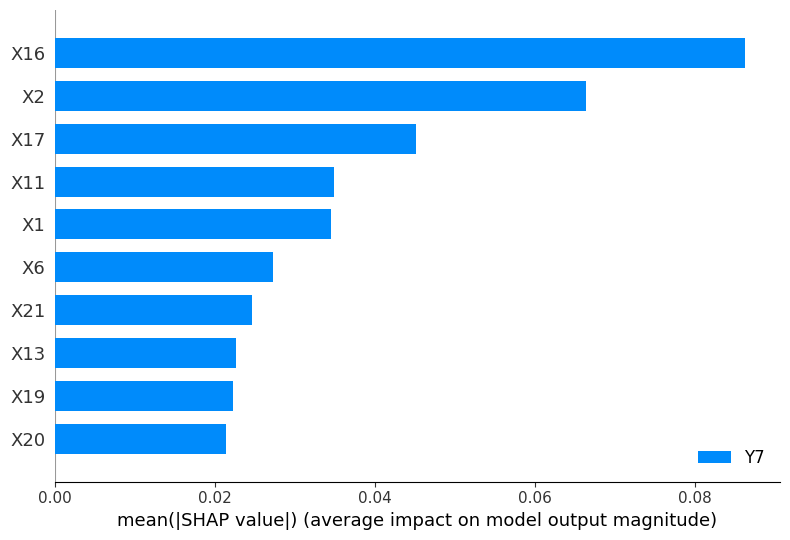 X16
X2
X17
X11
X1
X6
X21
X13
X19
X20
Y7
0.00 0.02 0.04 0.06 0.08
mean(|SHAP value|) (average impact on model output magnitude)